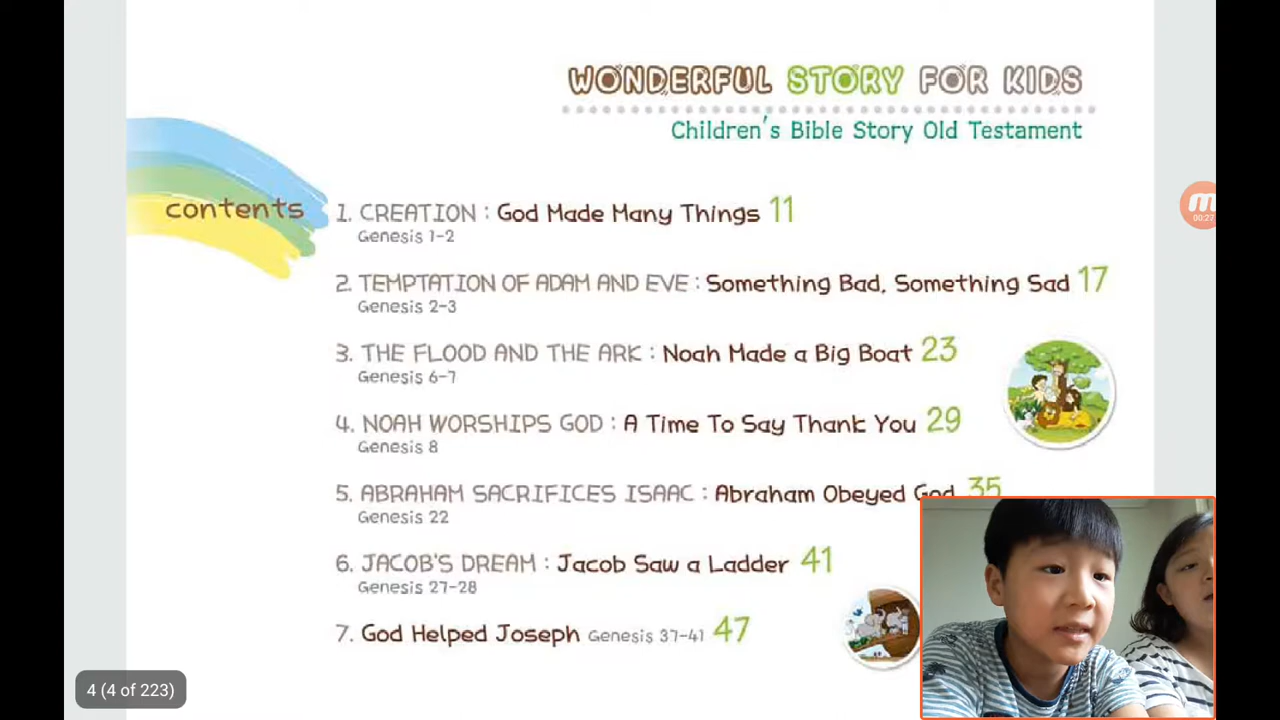 WONDERFUL STORY FOR KIDS
Children's Bible Story Old Testament
contents
1. CREATION : God Made Many Things 11
Genesis 1-2
2. TEMPTATION OF ADAM AND EVE : Something Bad, Something Sad 17
Genesis 2-3
3. THE FLOOD AND THE ARK : Noah Made a Big Boat 23
Genesis 6-7
4. NOAH WORSHIPS GOD : A Time To Say Thank You 29
Genesis 8
5. ABRAHAM SACRIFICES ISAAC : Abraham Obeyed God 35
Genesis 22
6. JACOB'S DREAM : Jacob Saw a Ladder 41
Genesis 27-28
7. God Helped Joseph Genesis 37-41 47
4 (4 of 223)
00:27